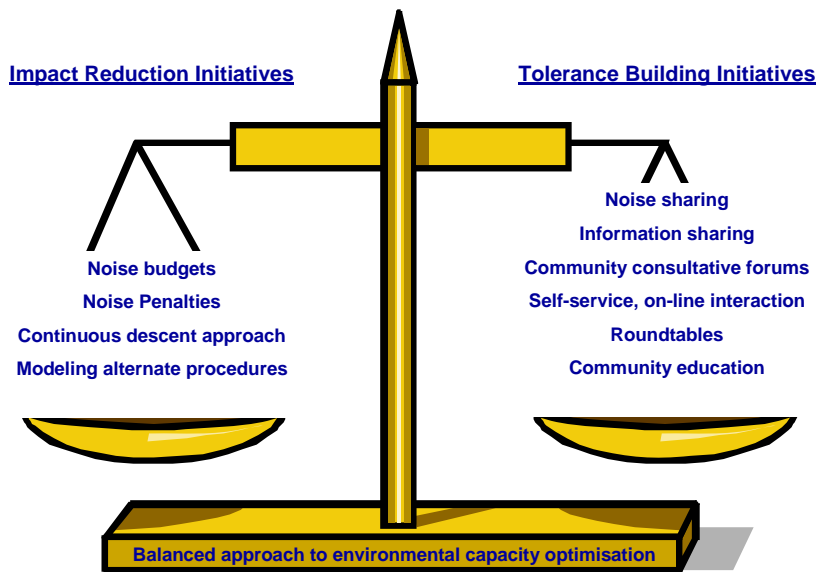 Impact Reduction Initiatives
Tolerance Building Initiatives
Noise budgets
Noise Penalties
Continuous descent approach
Modeling alternate procedures
Noise sharing
Information sharing
Community consultative forums
Self-service, on-line interaction
Roundtables
Community education
Balanced approach to environmental capacity optimisation